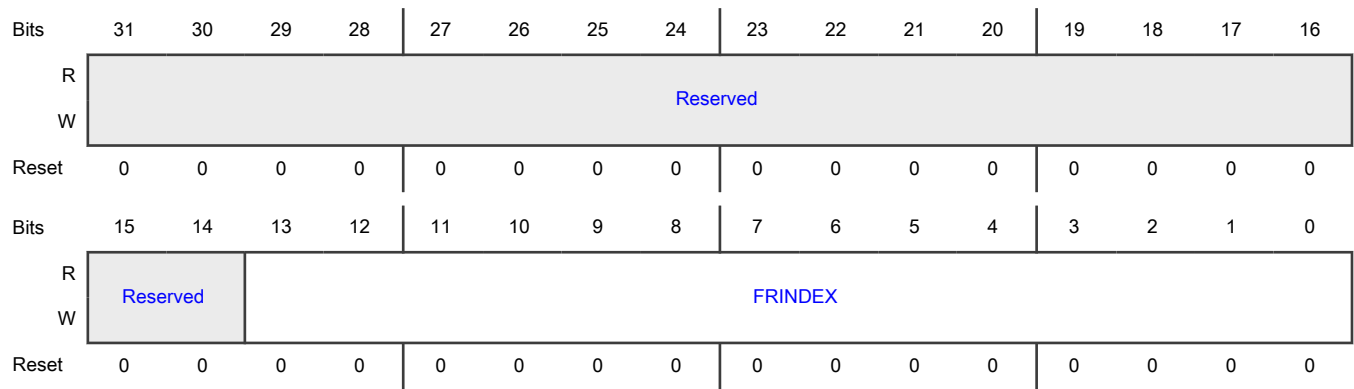 Bits 31 30 29 28 27 26 25 24 23 22 21 20 19 18 17 16
R
Reserved
W
Reset 0 0 0 0 0 0 0 0 0 0 0 0 0 0 0 0
Bits 15 14 13 12 11 10 9 8 7 6 5 4 3 2 1 0
R
Reserved FRINDEX
W
Reset 0 0 0 0 0 0 0 0 0 0 0 0 0 0 0 0